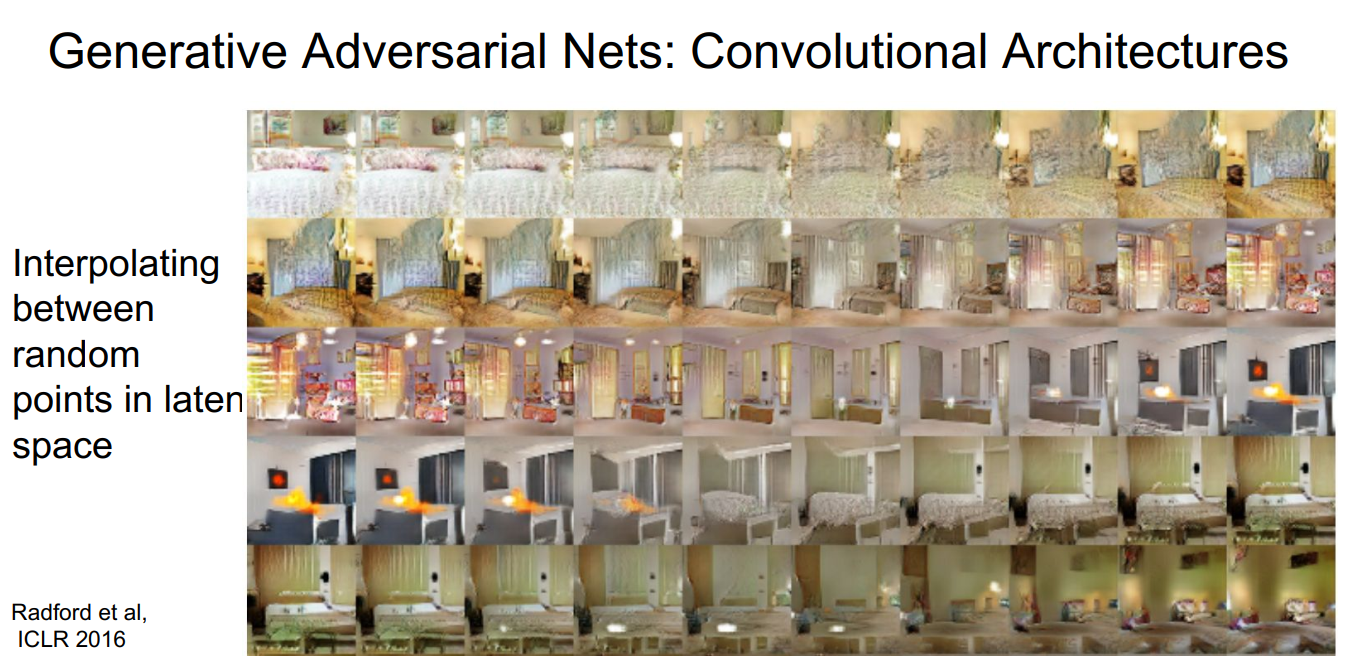 Generative Adversarial Nets: Convolutional Architectures
Interpolating
between
random
points in laten
space
Radford et al,
ICLR 2016